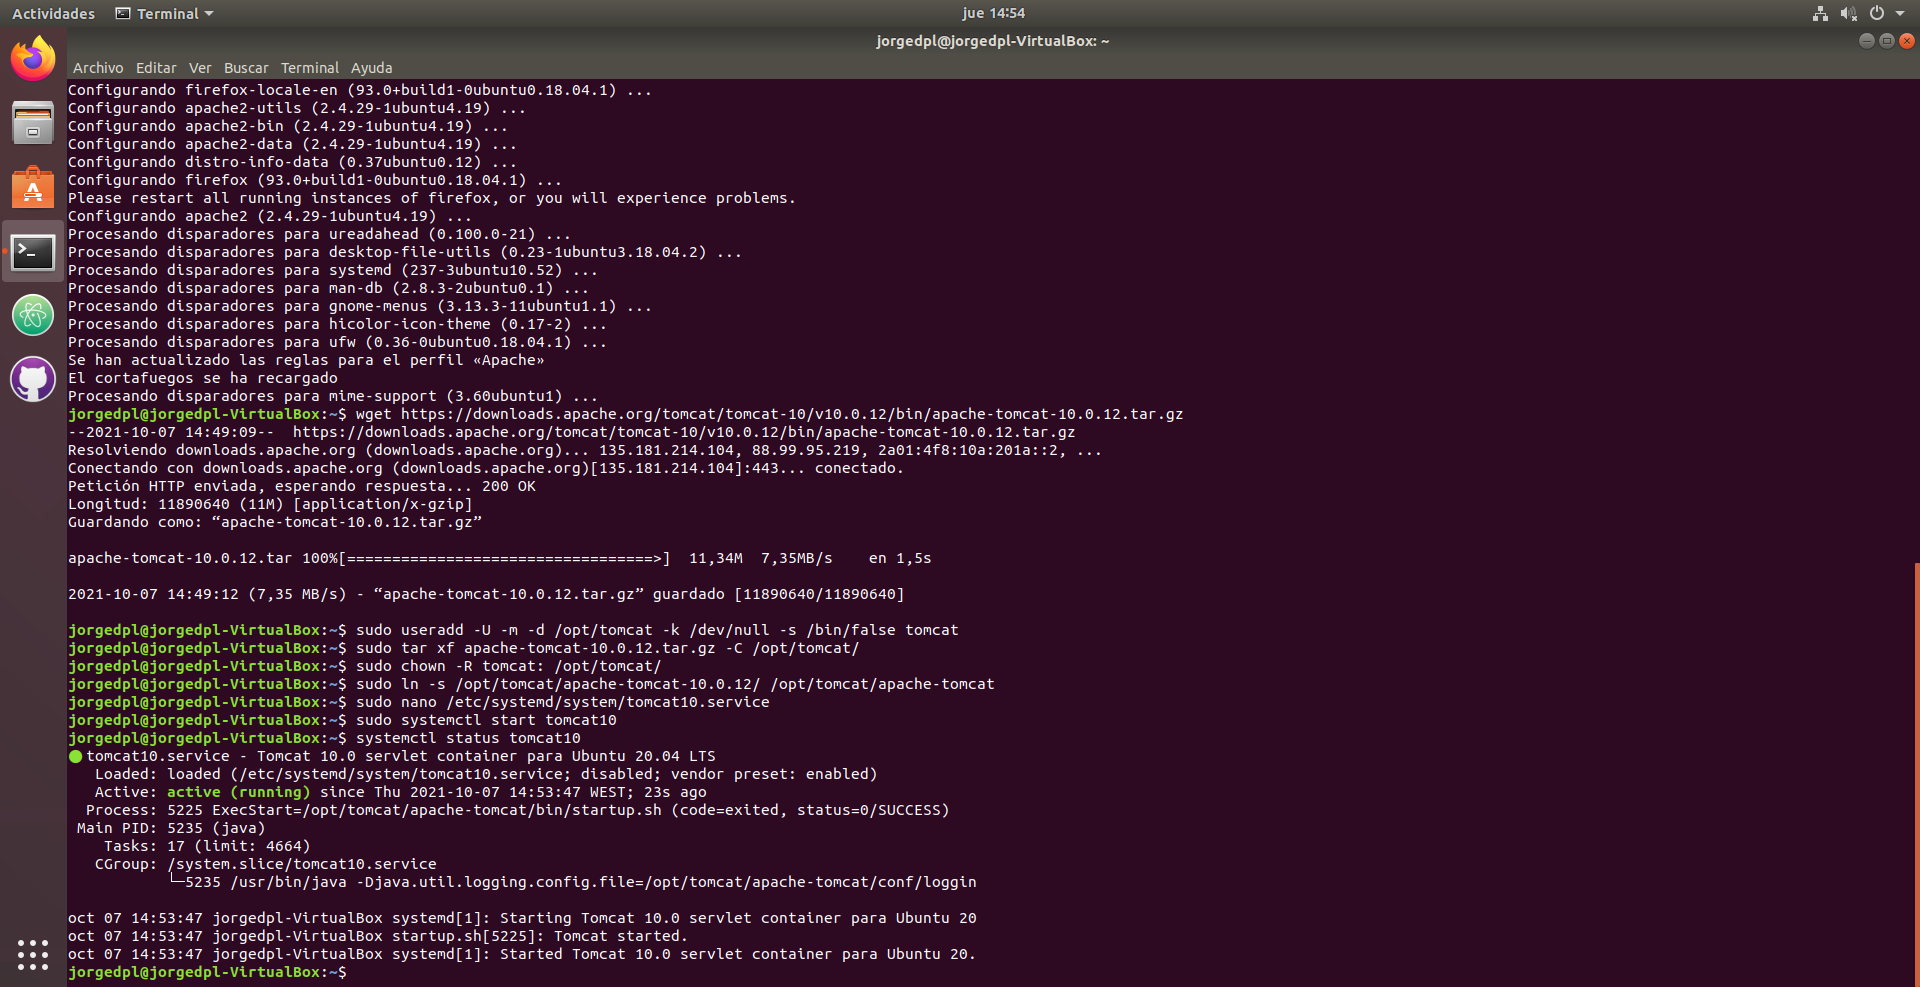 Actividades
Terminal
jue 14:54
jorgedpl@jorgedpl-VirtualBox: ~
Archivo Editar Ver Buscar Terminal Ayuda
Configurando firefox-locale-en (93.0+build1-0ubuntu0.18.04.1) ...
Configurando apache2-utils (2.4.29-1ubuntu4.19) ...
Configurando apache2-bin (2.4.29-1ubuntu4.19) ...
Configurando apache2-data (2.4.29-1ubuntu4.19) ...
Configurando distro-info-data (0.37ubuntu0.12) ...
Configurando firefox (93.0+build1-0ubuntu0.18.04.1) ...
Please restart all running instances of firefox, or you will experience problems.
Configurando apache2 (2.4.29-1ubuntu4.19) ...
Procesando disparadores para ureadahead (0.100.0-21) ...
Procesando disparadores para desktop-file-utils (0.23-1ubuntu3.18.04.2) ...
Procesando disparadores para systemd (237-3ubuntu10.52) ...
Procesando disparadores para man-db (2.8.3-2ubuntu0.1) ...
Procesando disparadores para gnome-menus (3.13.3-11ubuntu1.1) ...
Procesando disparadores para hicolor-icon-theme (0.17-2) ...
Procesando disparadores para ufw (0.36-0ubuntu0.18.04.1) ...
Se han actualizado las reglas para el perfil «Apache»
El cortafuegos se ha recargado
Procesando disparadores para mime-support (3.60ubuntu1) ...
jorgedpl@jorgedpl-VirtualBox:~$ wget https://downloads.apache.org/tomcat/tomcat-10/v10.0.12/bin/apache-tomcat-10.0.12.tar.gz
--2021-10-07 14:49:09--  https://downloads.apache.org/tomcat/tomcat-10/v10.0.12/bin/apache-tomcat-10.0.12.tar.gz
Resolviendo downloads.apache.org (downloads.apache.org)... 135.181.214.104, 88.99.95.219, 2a01:4f8:10a:201a::2, ...
Conectando con downloads.apache.org (downloads.apache.org)[135.181.214.104]:443... conectado.
Petición HTTP enviada, esperando respuesta... 200 OK
Longitud: 11890640 (11M) [application/x-gzip]
Guardando como: “apache-tomcat-10.0.12.tar.gz”
apache-tomcat-10.0.12.tar 100%[==================================>]  11,34M  7,35MB/s    en 1,5s
2021-10-07 14:49:12 (7,35 MB/s) - “apache-tomcat-10.0.12.tar.gz” guardado [11890640/11890640]
jorgedpl@jorgedpl-VirtualBox:~$ sudo useradd -U -m -d /opt/tomcat -k /dev/null -s /bin/false tomcat
jorgedpl@jorgedpl-VirtualBox:~$ sudo tar xf apache-tomcat-10.0.12.tar.gz -C /opt/tomcat/
jorgedpl@jorgedpl-VirtualBox:~$ sudo chown -R tomcat: /opt/tomcat/
jorgedpl@jorgedpl-VirtualBox:~$ sudo ln -s /opt/tomcat/apache-tomcat-10.0.12/ /opt/tomcat/apache-tomcat
jorgedpl@jorgedpl-VirtualBox:~$ sudo nano /etc/systemd/system/tomcat10.service
jorgedpl@jorgedpl-VirtualBox:~$ sudo systemctl start tomcat10
jorgedpl@jorgedpl-VirtualBox:~$ systemctl status tomcat10
● tomcat10.service - Tomcat 10.0 servlet container para Ubuntu 20.04 LTS
   Loaded: loaded (/etc/systemd/system/tomcat10.service; disabled; vendor preset: enabled)
   Active: active (running) since Thu 2021-10-07 14:53:47 WEST; 23s ago
  Process: 5225 ExecStart=/opt/tomcat/apache-tomcat/bin/startup.sh (code=exited, status=0/SUCCESS)
 Main PID: 5235 (java)
    Tasks: 17 (limit: 4664)
   CGroup: /system.slice/tomcat10.service
           └─5235 /usr/bin/java -Djava.util.logging.config.file=/opt/tomcat/apache-tomcat/conf/loggin
oct 07 14:53:47 jorgedpl-VirtualBox systemd[1]: Starting Tomcat 10.0 servlet container para Ubuntu 20
oct 07 14:53:47 jorgedpl-VirtualBox startup.sh[5225]: Tomcat started.
oct 07 14:53:47 jorgedpl-VirtualBox systemd[1]: Started Tomcat 10.0 servlet container para Ubuntu 20.
jorgedpl@jorgedpl-VirtualBox:~$